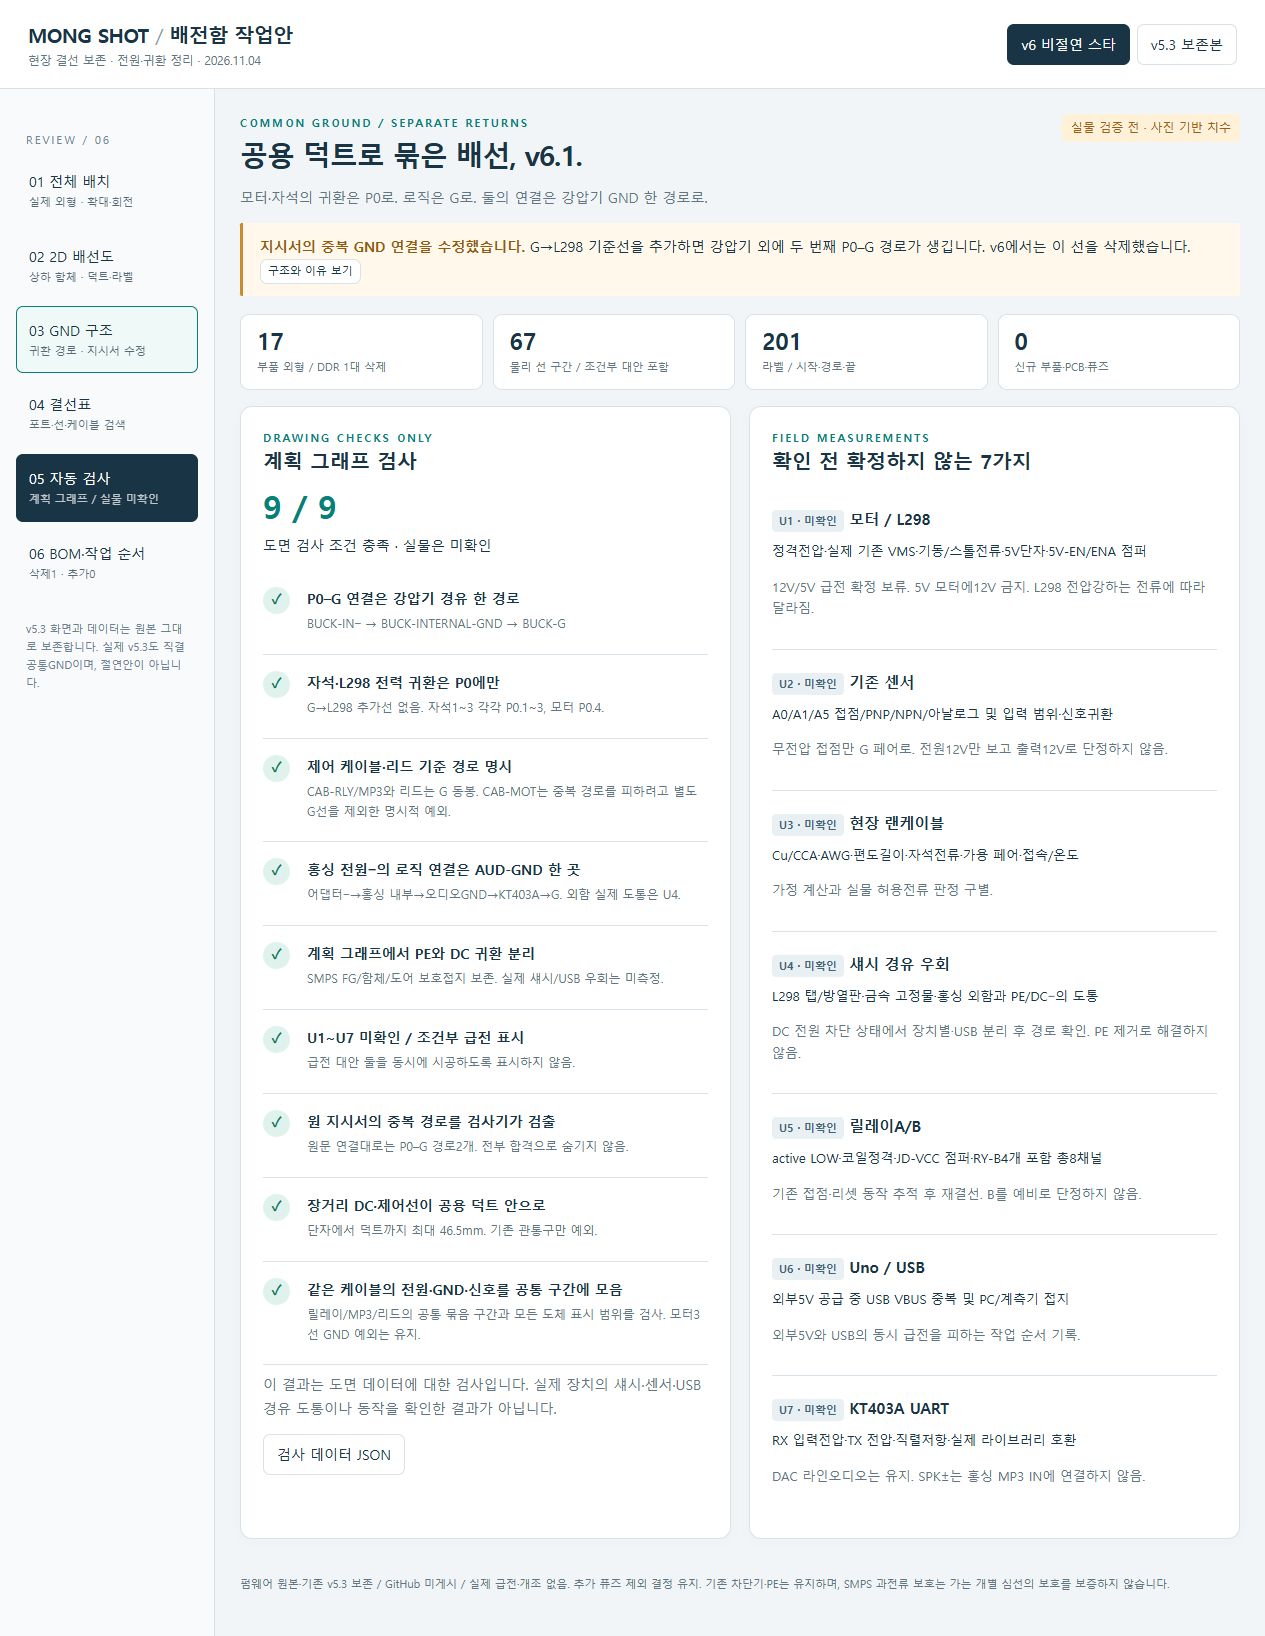 MONG SHOT / 배전함 작업안
현장 결선 보존 · 전원·귀환 정리 · 2026.11.04
v6 비절연 스타
v5.3 보존본
REVIEW / 06
01 전체 배치
실제 외형 · 확대·회전
02 2D 배선도
상하 함체 · 덕트·라벨
03 GND 구조
귀환 경로 · 지시서 수정
04 결선표
포트·선·케이블 검색
05 자동 검사
계획 그래프 / 실물 미확인
06 BOM·작업 순서
삭제1 · 추가0
v5.3 화면과 데이터는 원본 그대
로 보존합니다. 실제 v5.3도 직결
공통GND이며, 절연안이 아닙니
다.
COMMON GROUND / SEPARATE RETURNS
공용 덕트로 묶은 배선, v6.1.
모터·자석의 귀환은 P0로. 로직은 G로. 둘의 연결은 강압기 GND 한 경로로.
실물 검증 전 · 사진 기반 치수
지시서의 중복 GND 연결을 수정했습니다. G→L298 기준선을 추가하면 강압기 외에 두 번째 P0–G 경로가 생깁니다. v6에서는 이 선을 삭제했습니다.
구조와 이유 보기
17
부품 외형 / DDR 1대 삭제
67
물리 선 구간 / 조건부 대안 포함
201
라벨 / 시작·경로·끝
0
신규 부품·PCB·퓨즈
DRAWING CHECKS ONLY
계획 그래프 검사
9 / 9
도면 검사 조건 충족 · 실물은 미확인
✓ P0–G 연결은 강압기 경유 한 경로
BUCK-IN− → BUCK-INTERNAL-GND → BUCK-G
✓ 자석·L298 전력 귀환은 P0에만
G→L298 추가선 없음. 자석1~3 각각 P0.1~3, 모터 P0.4.
✓ 제어 케이블·리드 기준 경로 명시
CAB-RLY/MP3와 리드는 G 동봉. CAB-MOT는 중복 경로를 피하려고 별도
G선을 제외한 명시적 예외.
✓ 홍싱 전원−의 로직 연결은 AUD-GND 한 곳
어댑터−→홍싱 내부→오디오GND→KT403A→G. 외함 실제 도통은 U4.
✓ 계획 그래프에서 PE와 DC 귀환 분리
SMPS FG/함체/도어 보호접지 보존. 실제 섀시/USB 우회는 미측정.
✓ U1~U7 미확인 / 조건부 급전 표시
급전 대안 둘을 동시에 시공하도록 표시하지 않음.
✓ 원 지시서의 중복 경로를 검사기가 검출
원문 연결대로는 P0–G 경로2개. 전부 합격으로 숨기지 않음.
✓ 장거리 DC·제어선이 공용 덕트 안으로
단자에서 덕트까지 최대 46.5mm. 기존 관통구만 예외.
✓ 같은 케이블의 전원·GND·신호를 공통 구간에 모음
릴레이/MP3/리드의 공통 묶음 구간과 모든 도체 표시 범위를 검사. 모터3
선 GND 예외는 유지.
이 결과는 도면 데이터에 대한 검사입니다. 실제 장치의 섀시·센서·USB
경유 도통이나 동작을 확인한 결과가 아닙니다.
검사 데이터 JSON
FIELD MEASUREMENTS
확인 전 확정하지 않는 7가지
U1 · 미확인 모터 / L298
정격전압·실제 기존 VMS·기동/스톨전류·5V단자·5V-EN/ENA 점퍼
12V/5V 급전 확정 보류. 5V 모터에12V 금지. L298 전압강하는 전류에 따라
달라짐.
U2 · 미확인 기존 센서
A0/A1/A5 접점/PNP/NPN/아날로그 및 입력 범위·신호귀환
무전압 접점만 G 페어로. 전원12V만 보고 출력12V로 단정하지 않음.
U3 · 미확인 현장 랜케이블
Cu/CCA·AWG·편도길이·자석전류·가용 페어·접속/온도
가정 계산과 실물 허용전류 판정 구별.
U4 · 미확인 섀시 경유 우회
L298 탭/방열판·금속 고정물·홍싱 외함과 PE/DC−의 도통
DC 전원 차단 상태에서 장치별·USB 분리 후 경로 확인. PE 제거로 해결하지
않음.
U5 · 미확인 릴레이A/B
active LOW·코일정격·JD-VCC 점퍼·RY-B4개 포함 총8채널
기존 접점·리셋 동작 추적 후 재결선. B를 예비로 단정하지 않음.
U6 · 미확인 Uno / USB
외부5V 공급 중 USB VBUS 중복 및 PC/계측기 접지
외부5V와 USB의 동시 급전을 피하는 작업 순서 기록.
U7 · 미확인 KT403A UART
RX 입력전압·TX 전압·직렬저항·실제 라이브러리 호환
DAC 라인오디오는 유지. SPK±는 홍싱 MP3 IN에 연결하지 않음.
펌웨어 원본·기존 v5.3 보존 / GitHub 미게시 / 실제 급전·개조 없음. 추가 퓨즈 제외 결정 유지. 기존 차단기·PE는 유지하며, SMPS 과전류 보호는 가는 개별 심선의 보호를 보증하지 않습니다.